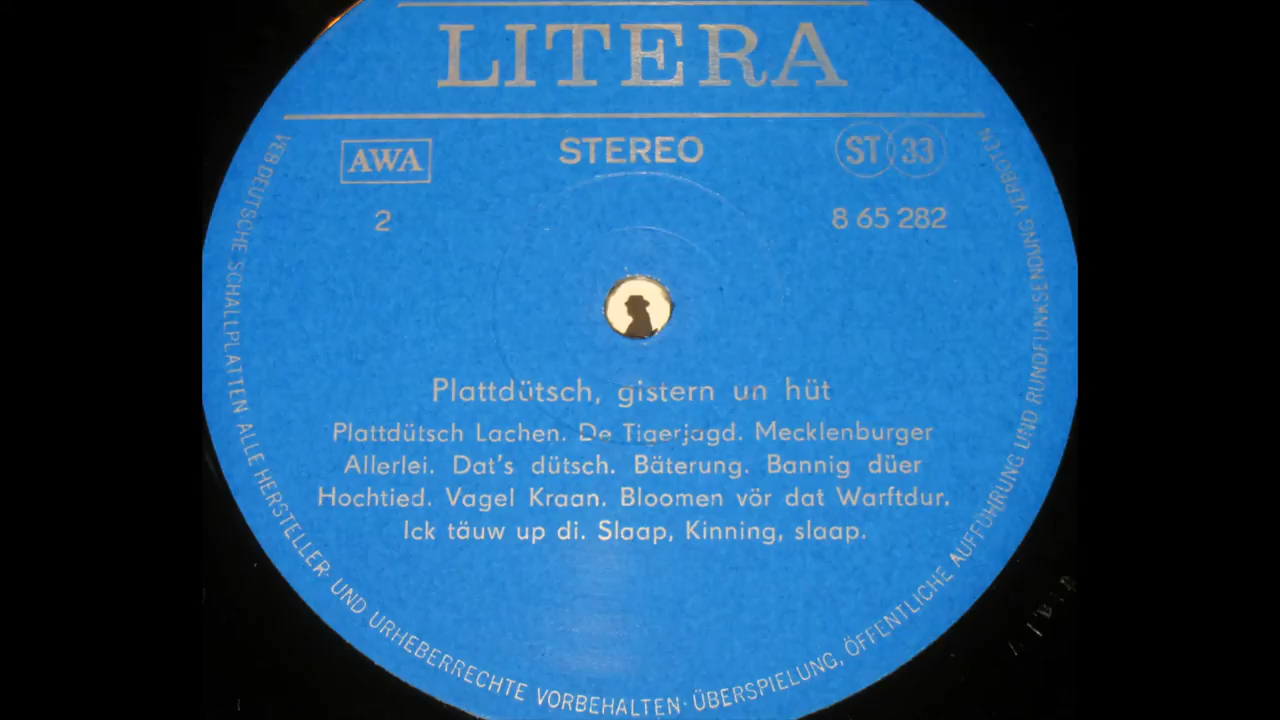 LITERA
AWA
STEREO
ST 33
2
8 65 282
Plattdütsch, gistern un hüt
Plattdütsch Lachen. De Tigerjagd. Mecklenburger
Allerlei. Dat's dütsch. Bäterung. Bannig düer
Hochtied. Vagel Kraan. Bloomen vör dat Warftdur.
Ick täuw up di. Slaap, Kinning, slaap.
VEB DEUTSCHE SCHALLPLATTEN · ALLE HERSTELLER- UND URHEBERRECHTE VORBEHALTEN · ÜBERSPIELUNG, ÖFFENTLICHE AUFFÜHRUNG UND RUNDFUNKSENDUNG VERBOTEN